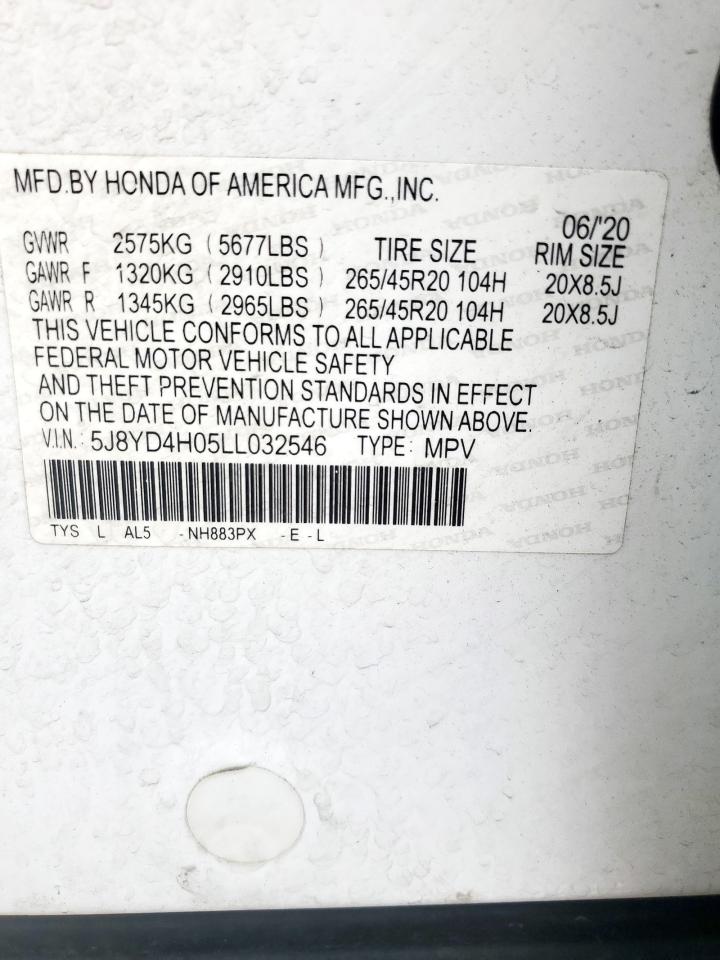 MFD.BY HONDA OF AMERICA MFG.,INC.
06/'20
GVWR 2575KG (5677LBS) TIRE SIZE RIM SIZE
GAWR F 1320KG (2910LBS) 265/45R20 104H 20X8.5J
GAWR R 1345KG (2965LBS) 265/45R20 104H 20X8.5J
THIS VEHICLE CONFORMS TO ALL APPLICABLE
FEDERAL MOTOR VEHICLE SAFETY
AND THEFT PREVENTION STANDARDS IN EFFECT
ON THE DATE OF MANUFACTURE SHOWN ABOVE.
V.I.N.: 5J8YD4H05LL032546 TYPE: MPV
TYS L AL5 -NH883PX -E -L